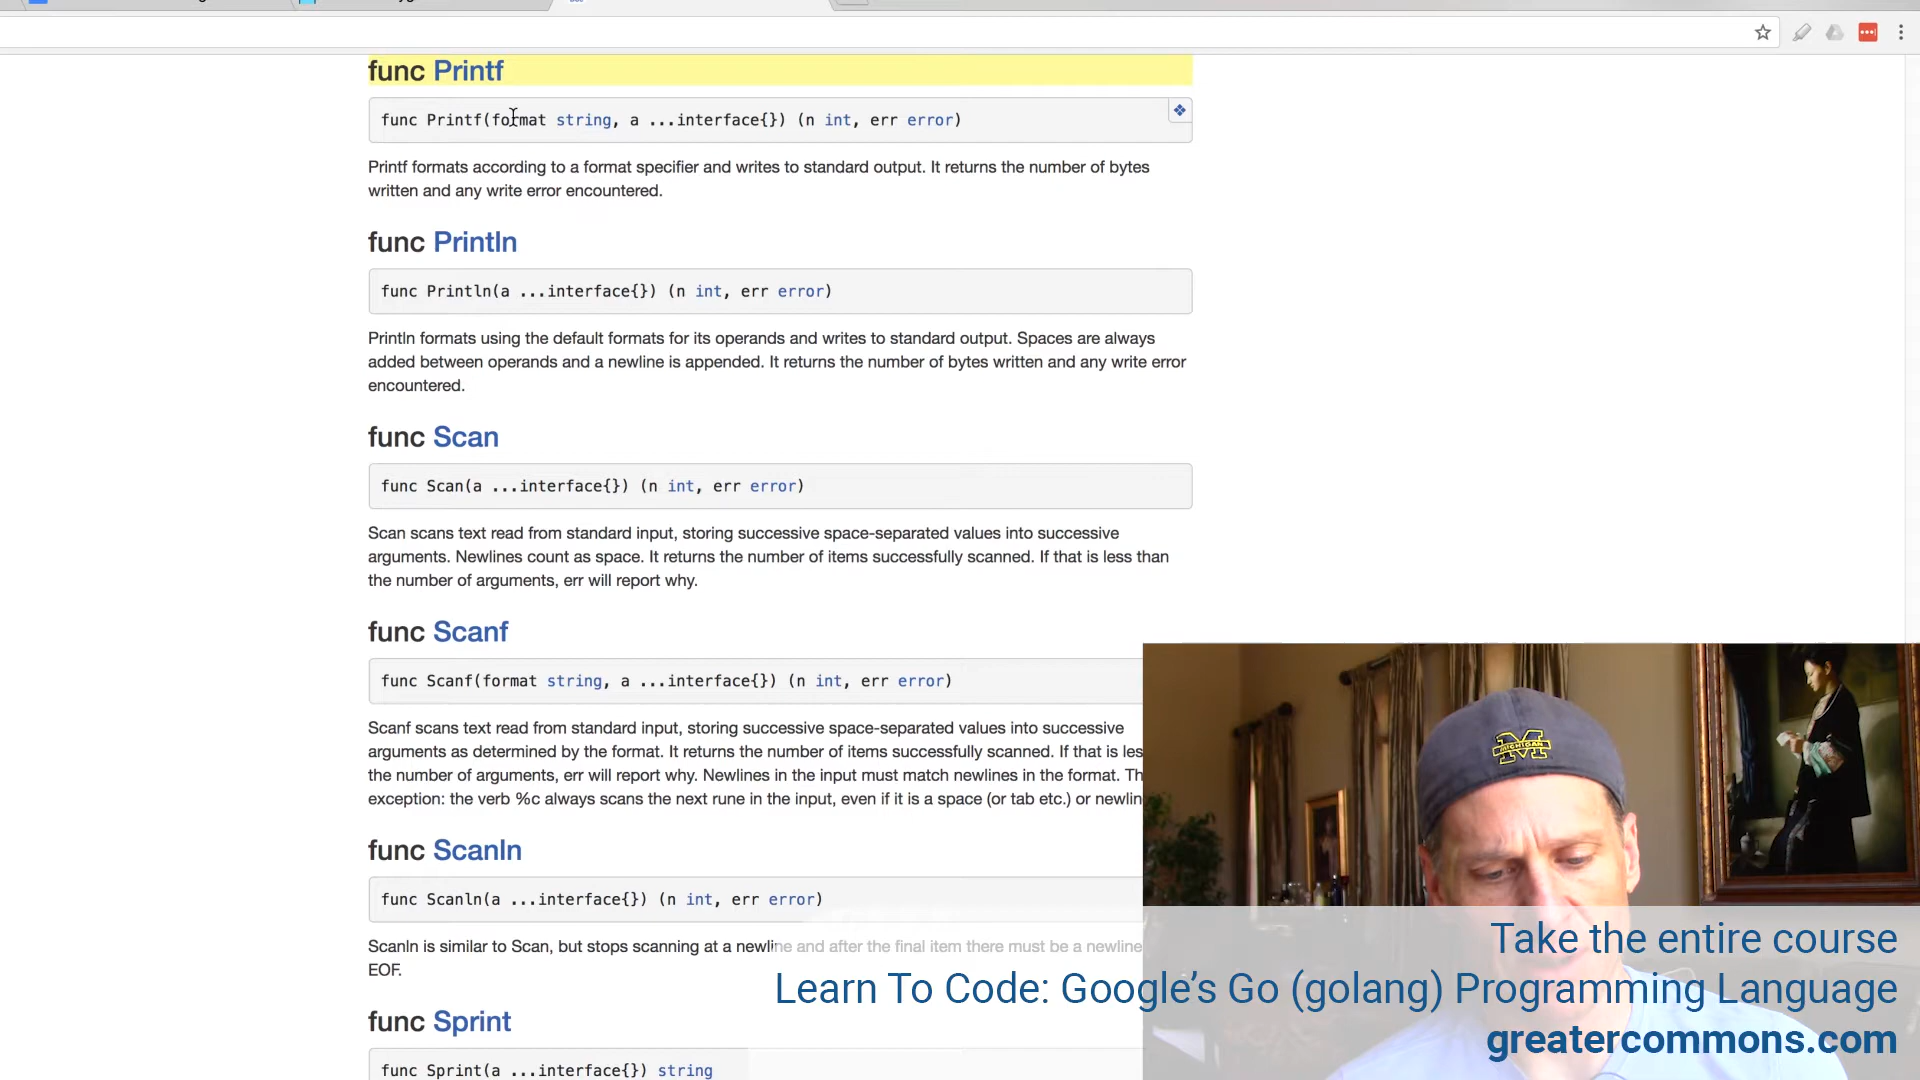 func Printf
func Printf(format string, a ...interface{}) (n int, err error)
Printf formats according to a format specifier and writes to standard output. It returns the number of bytes
written and any write error encountered.
func Println
func Println(a ...interface{}) (n int, err error)
Println formats using the default formats for its operands and writes to standard output. Spaces are always
added between operands and a newline is appended. It returns the number of bytes written and any write error
encountered.
func Scan
func Scan(a ...interface{}) (n int, err error)
Scan scans text read from standard input, storing successive space-separated values into successive
arguments. Newlines count as space. It returns the number of items successfully scanned. If that is less than
the number of arguments, err will report why.
func Scanf
func Scanf(format string, a ...interface{}) (n int, err error)
Scanf scans text read from standard input, storing successive space-separated values into successive
arguments as determined by the format. It returns the number of items successfully scanned. If that is les
the number of arguments, err will report why. Newlines in the input must match newlines in the format. Th
exception: the verb %c always scans the next rune in the input, even if it is a space (or tab etc.) or newlin
func Scanln
func Scanln(a ...interface{}) (n int, err error)
Scanln is similar to Scan, but stops scanning at a newline and after the final item there must be a newline
EOF.
func Sprint
func Sprint(a ...interface{}) string
MICHIGAN
Take the entire course
Learn To Code: Google's Go (golang) Programming Language
greatercommons.com